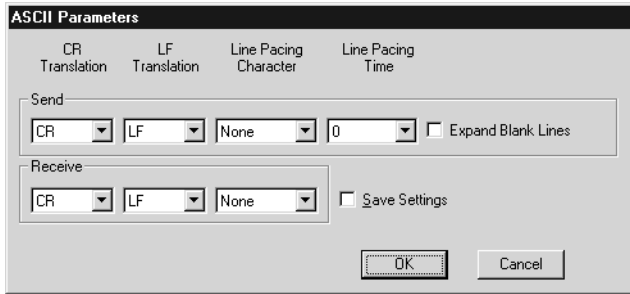 ASCII Parameters
CR Translation LF Translation Line Pacing Character Line Pacing Time
Send
CR LF None 0 Expand Blank Lines
Receive
CR LF None Save Settings
OK Cancel